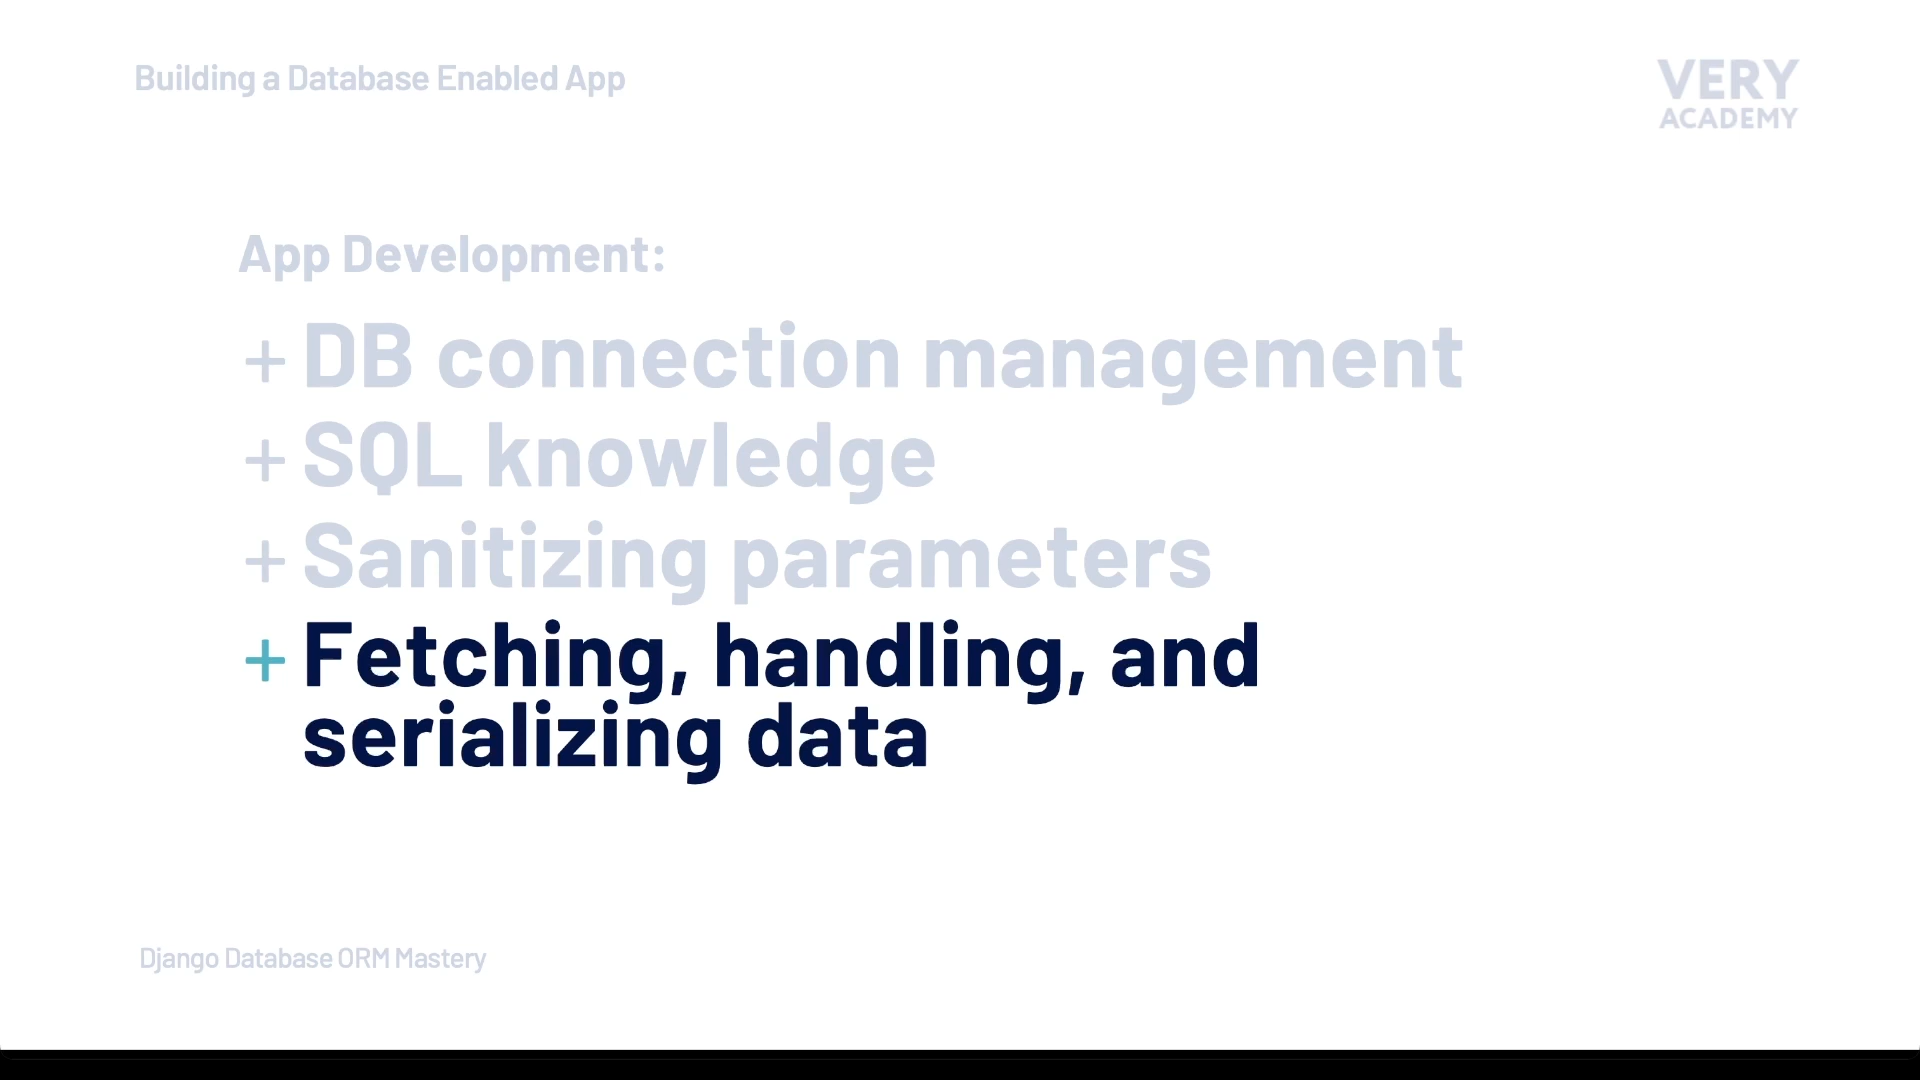 Building a Database Enabled App
VERY
ACADEMY
App Development:
+ DB connection management
+ SQL knowledge
+ Sanitizing parameters
+ Fetching, handling, and
serializing data
Django Database ORM Mastery